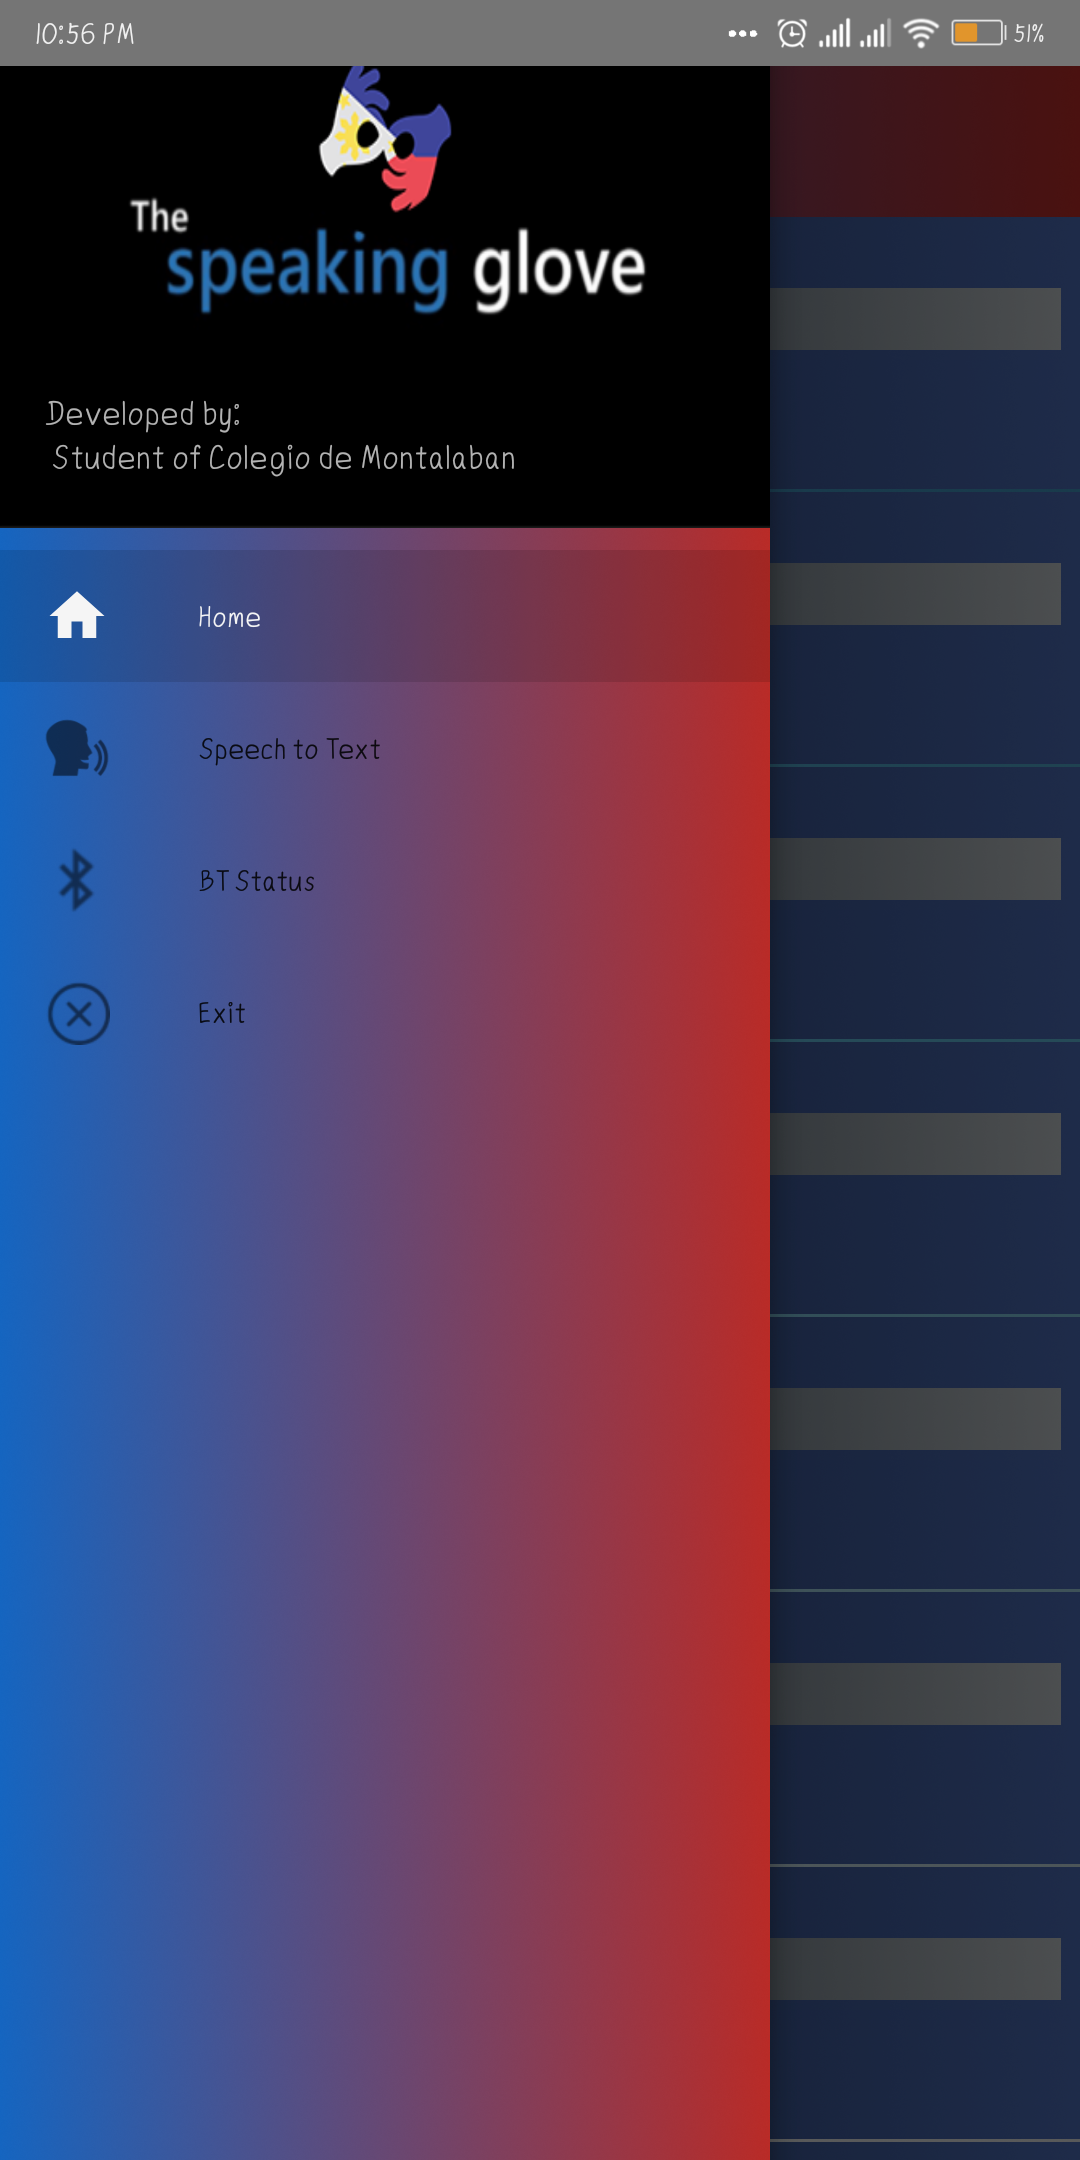 10:56 PM
51%
The
speaking glove
Developed by:
Student of Colegio de Montalaban
Home
Speech to Text
BT Status
Exit